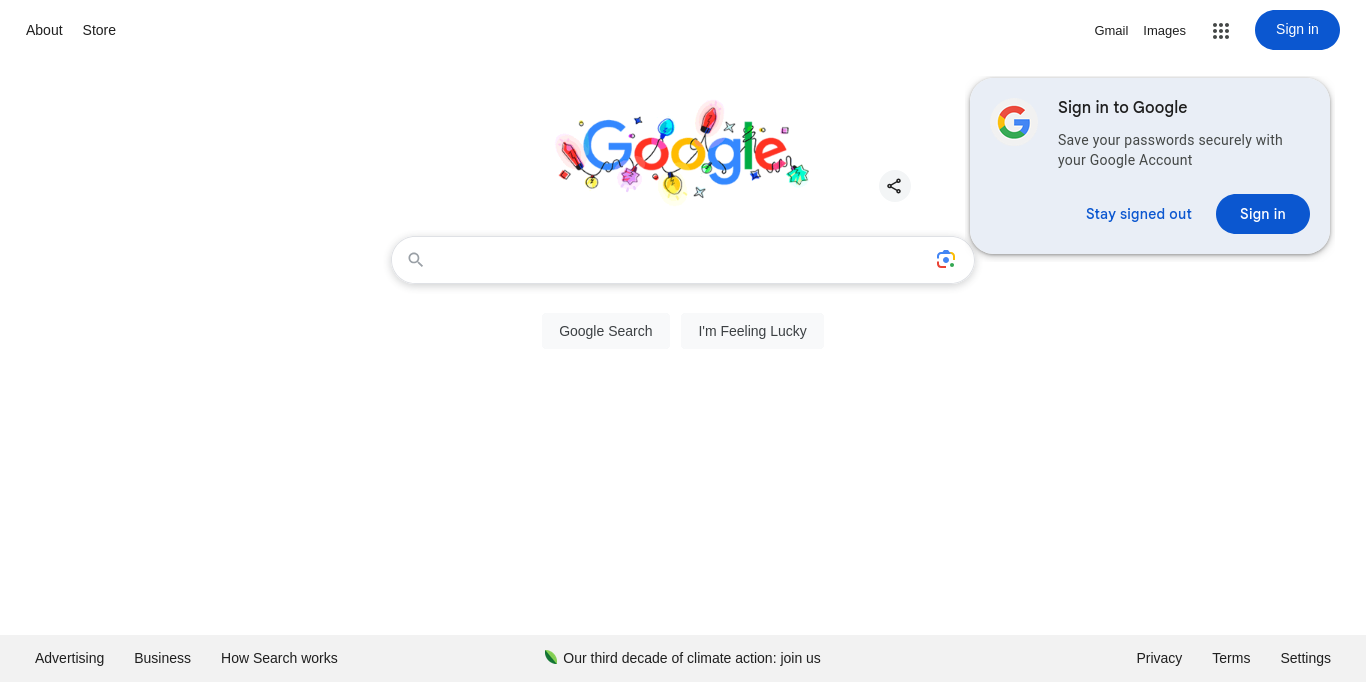 About
Store
Gmail
Images
Sign in
Google
Sign in to Google
Save your passwords securely with
your Google Account
Stay signed out
Sign in
Google Search
I'm Feeling Lucky
Our third decade of climate action: join us
Advertising
Business
How Search works
Privacy
Terms
Settings